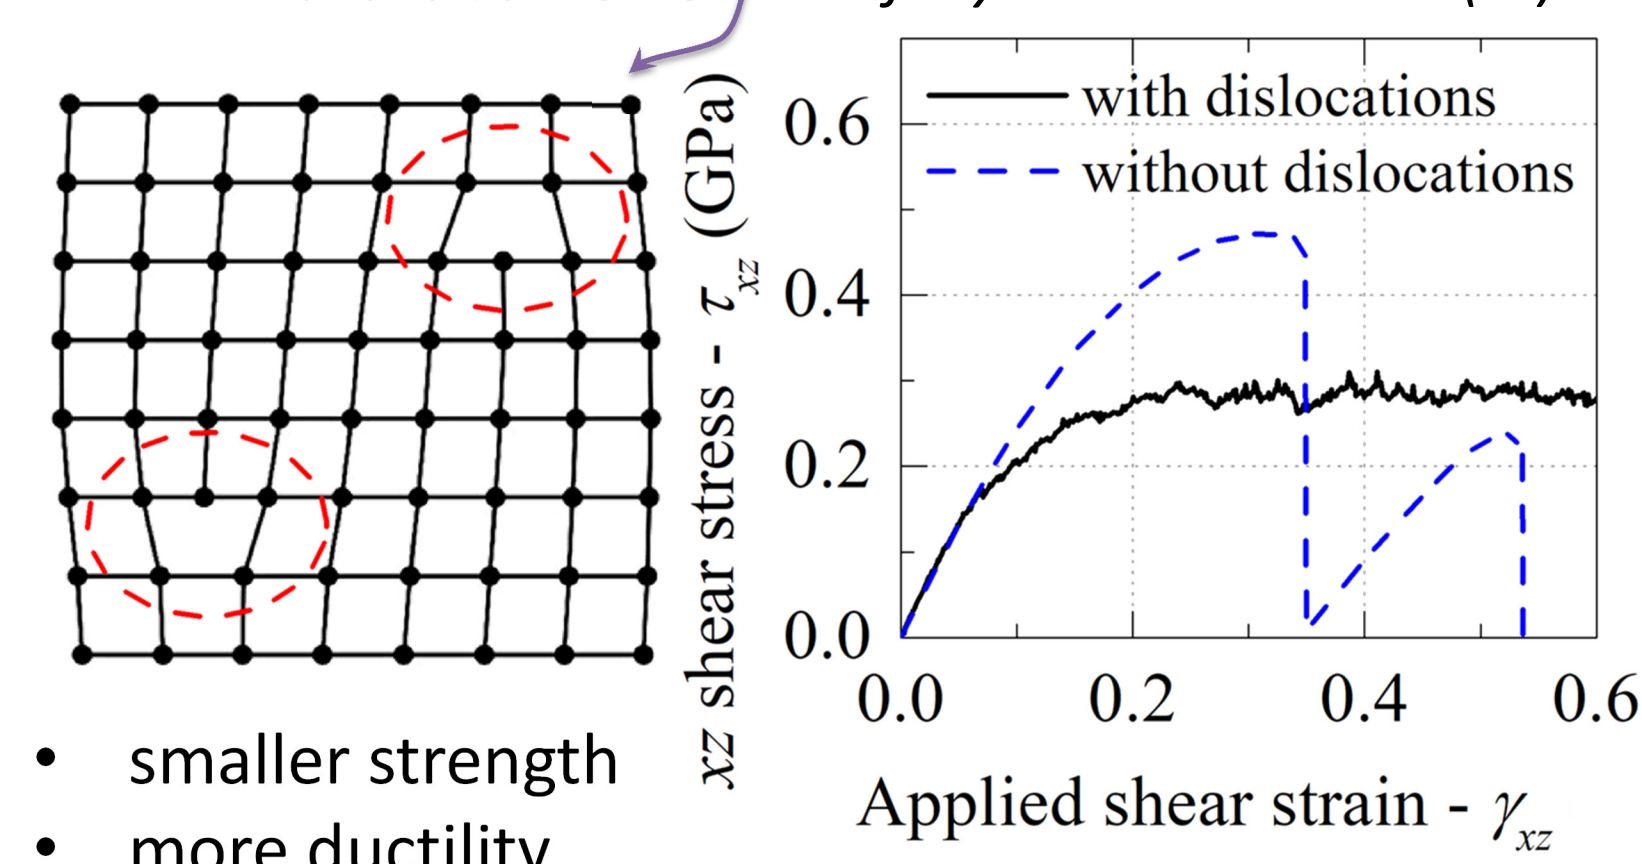 with dislocations
without dislocations
xz shear stress - τxz (GPa)
0.6
0.4
0.2
0.0
0.0 0.2 0.4 0.6
Applied shear strain - γxz
• smaller strength
• more ductility